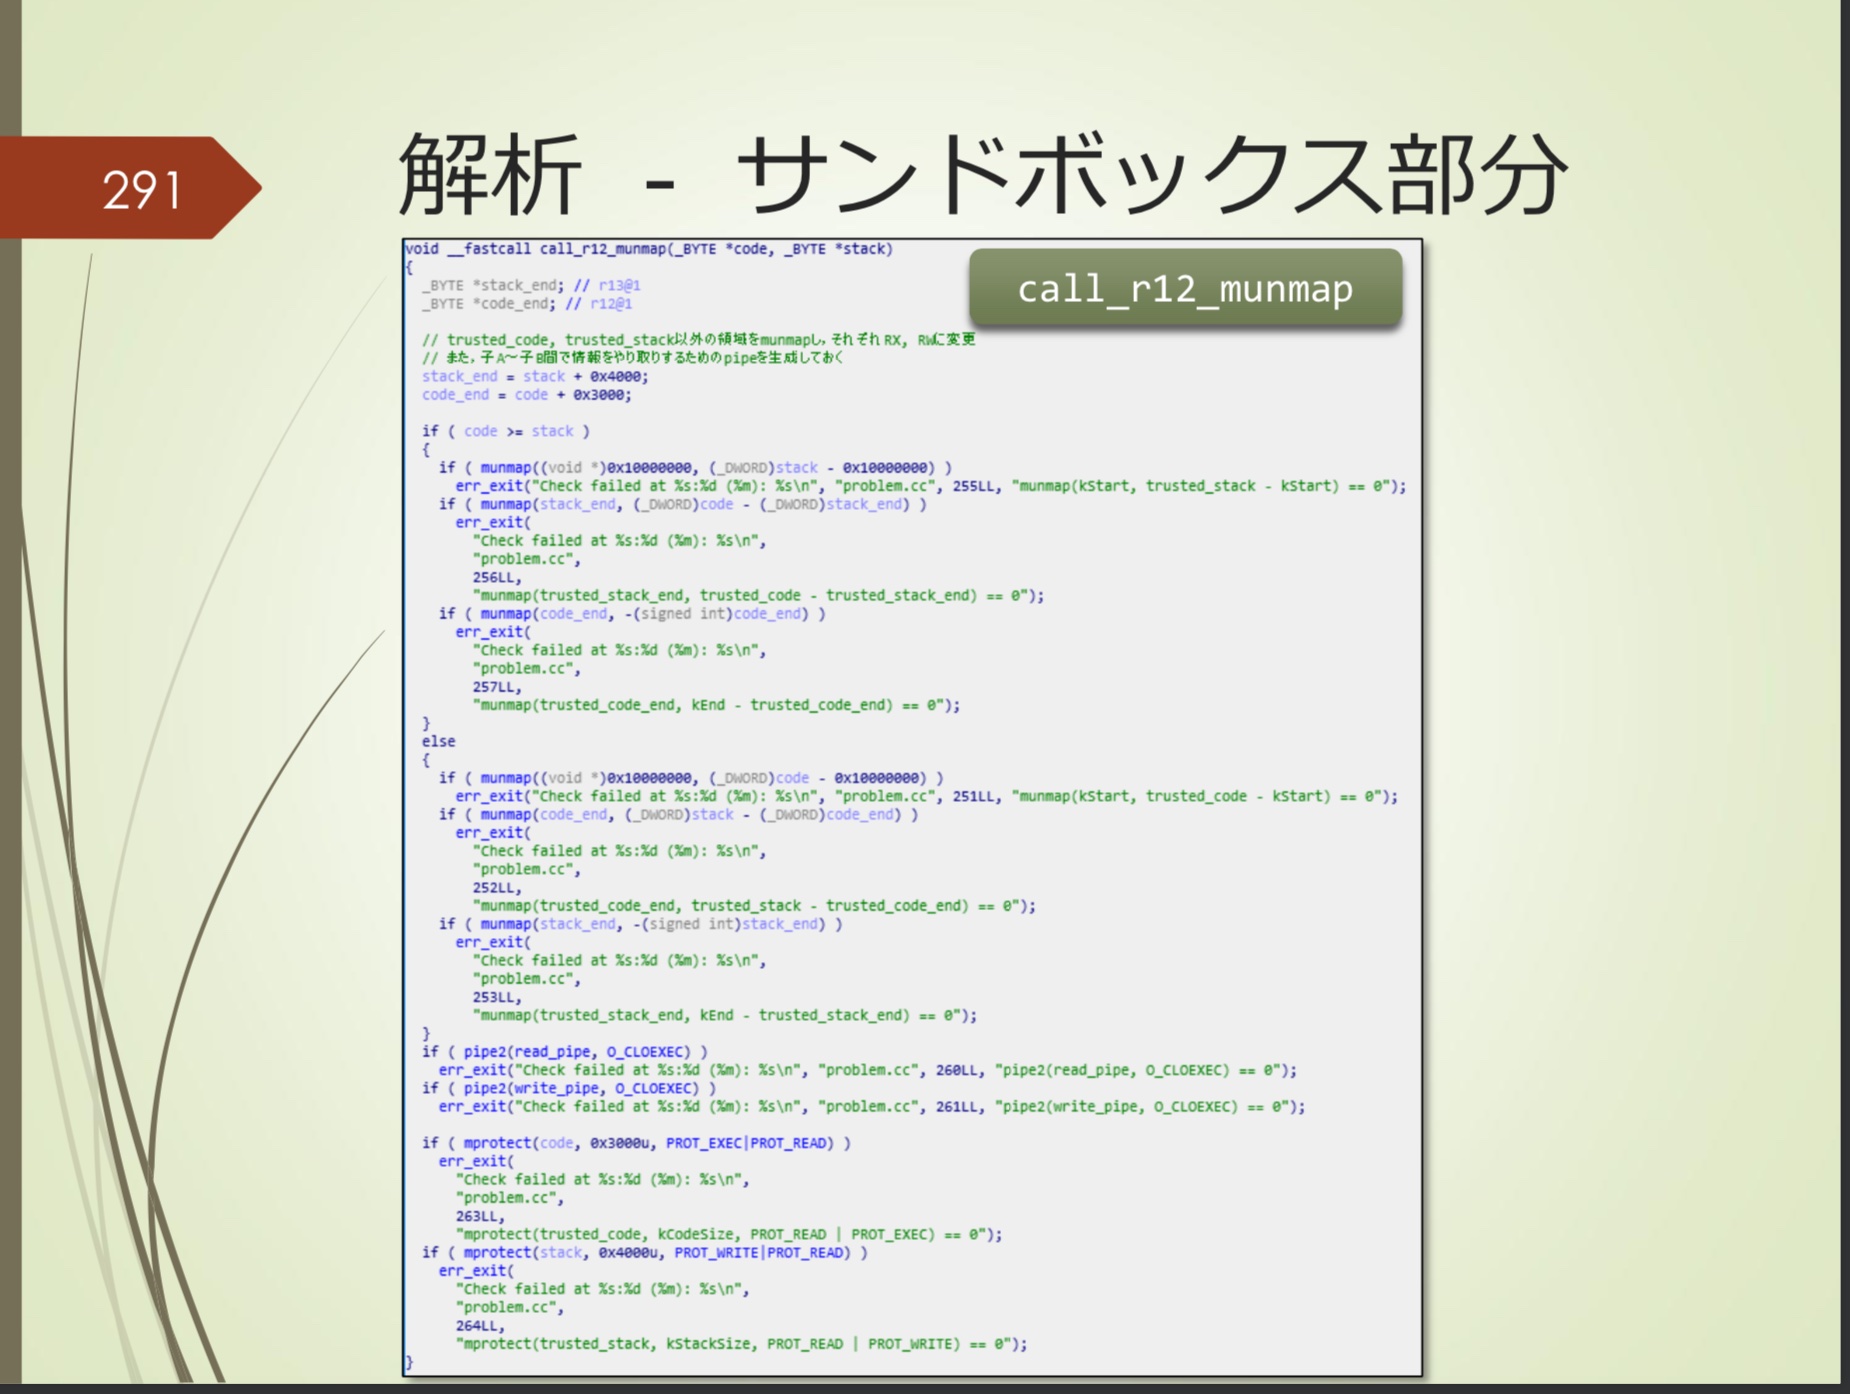 291
解析 - サンドボックス部分
call_r12_munmap
void __fastcall call_r12_munmap(_BYTE *code, _BYTE *stack)
{
  _BYTE *stack_end; // r13@1
  _BYTE *code_end; // r12@1

  // trusted_code, trusted_stack以外の領域をmunmapし，それぞれRX, RWに変更
  // また，子A～子B間で情報をやり取りするためのpipeを生成しておく
  stack_end = stack + 0x4000;
  code_end = code + 0x3000;

  if ( code >= stack )
  {
    if ( munmap((void *)0x10000000, (_DWORD)stack - 0x10000000) )
      err_exit("Check failed at %s:%d (%m): %s\n", "problem.cc", 255LL, "munmap(kStart, trusted_stack - kStart) == 0");
    if ( munmap(stack_end, (_DWORD)code - (_DWORD)stack_end) )
      err_exit(
        "Check failed at %s:%d (%m): %s\n",
        "problem.cc",
        256LL,
        "munmap(trusted_stack_end, trusted_code - trusted_stack_end) == 0");
    if ( munmap(code_end, -(signed int)code_end) )
      err_exit(
        "Check failed at %s:%d (%m): %s\n",
        "problem.cc",
        257LL,
        "munmap(trusted_code_end, kEnd - trusted_code_end) == 0");
  }
  else
  {
    if ( munmap((void *)0x10000000, (_DWORD)code - 0x10000000) )
      err_exit("Check failed at %s:%d (%m): %s\n", "problem.cc", 251LL, "munmap(kStart, trusted_code - kStart) == 0");
    if ( munmap(code_end, (_DWORD)stack - (_DWORD)code_end) )
      err_exit(
        "Check failed at %s:%d (%m): %s\n",
        "problem.cc",
        252LL,
        "munmap(trusted_code_end, trusted_stack - trusted_code_end) == 0");
    if ( munmap(stack_end, -(signed int)stack_end) )
      err_exit(
        "Check failed at %s:%d (%m): %s\n",
        "problem.cc",
        253LL,
        "munmap(trusted_stack_end, kEnd - trusted_stack_end) == 0");
  }
  if ( pipe2(read_pipe, O_CLOEXEC) )
    err_exit("Check failed at %s:%d (%m): %s\n", "problem.cc", 260LL, "pipe2(read_pipe, O_CLOEXEC) == 0");
  if ( pipe2(write_pipe, O_CLOEXEC) )
    err_exit("Check failed at %s:%d (%m): %s\n", "problem.cc", 261LL, "pipe2(write_pipe, O_CLOEXEC) == 0");

  if ( mprotect(code, 0x3000u, PROT_EXEC|PROT_READ) )
    err_exit(
      "Check failed at %s:%d (%m): %s\n",
      "problem.cc",
      263LL,
      "mprotect(trusted_code, kCodeSize, PROT_READ | PROT_EXEC) == 0");
  if ( mprotect(stack, 0x4000u, PROT_WRITE|PROT_READ) )
    err_exit(
      "Check failed at %s:%d (%m): %s\n",
      "problem.cc",
      264LL,
      "mprotect(trusted_stack, kStackSize, PROT_READ | PROT_WRITE) == 0");
}